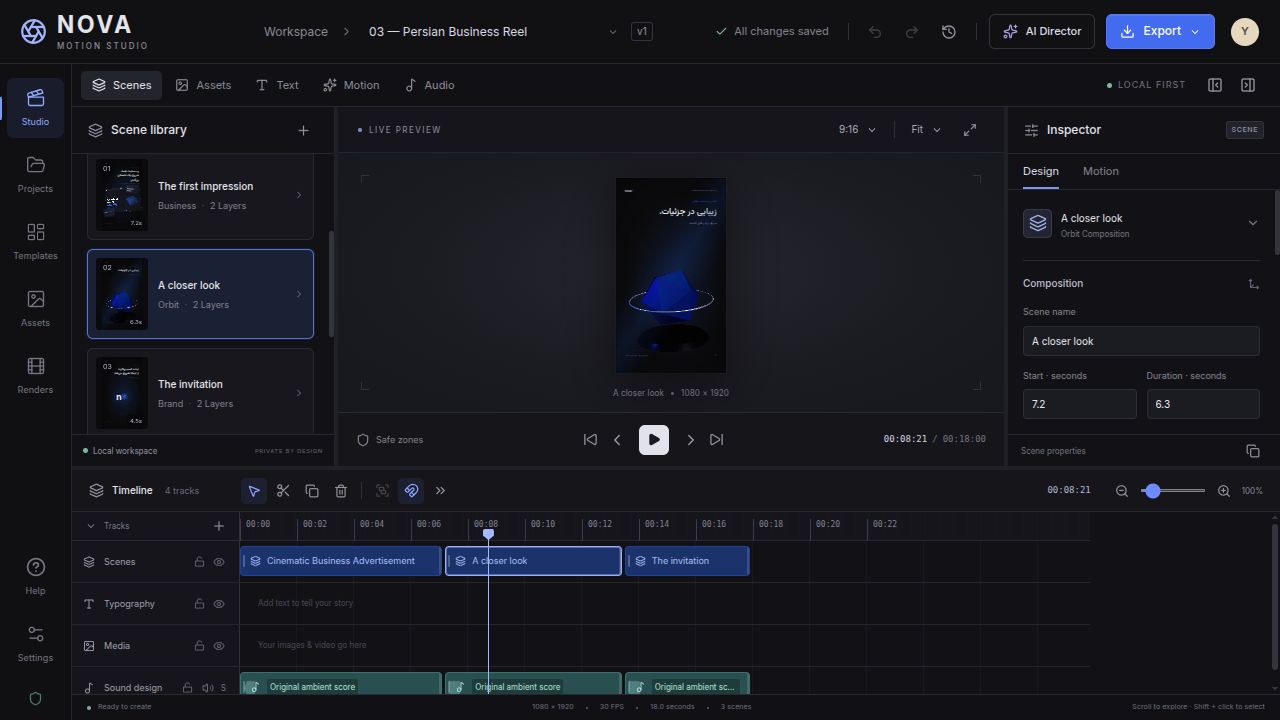 NOVA
MOTION STUDIO
Workspace
03 — Persian Business Reel
v1
All changes saved
AI Director
Export
Y
Studio
Projects
Templates
Assets
Renders
Help
Settings
Scenes
Assets
Text
Motion
Audio
LOCAL FIRST
Scene library
01
7.2s
The first impression
Business · 2 Layers
02
6.3s
A closer look
Orbit · 2 Layers
03
4.5s
The invitation
Brand · 2 Layers
Local workspace
PRIVATE BY DESIGN
LIVE PREVIEW
9:16
Fit
زیبایی در جزئیات.
A closer look • 1080 × 1920
Safe zones
00:08:21 / 00:18:00
Inspector
SCENE
Design
Motion
A closer look
Orbit Composition
Composition
Scene name
A closer look
Start · seconds
Duration · seconds
7.2
6.3
Scene properties
Timeline
4 tracks
00:08:21
100%
Tracks
00:00
00:02
00:04
00:06
00:08
00:10
00:12
00:14
00:16
00:18
00:20
00:22
Scenes
Cinematic Business Advertisement
A closer look
The invitation
Typography
Add text to tell your story
Media
Your images & video go here
Sound design
S
Original ambient score
Original ambient score
Original ambient sc...
Ready to create
1080 × 1920 • 30 FPS • 18.0 seconds • 3 scenes
Scroll to explore · Shift + click to select